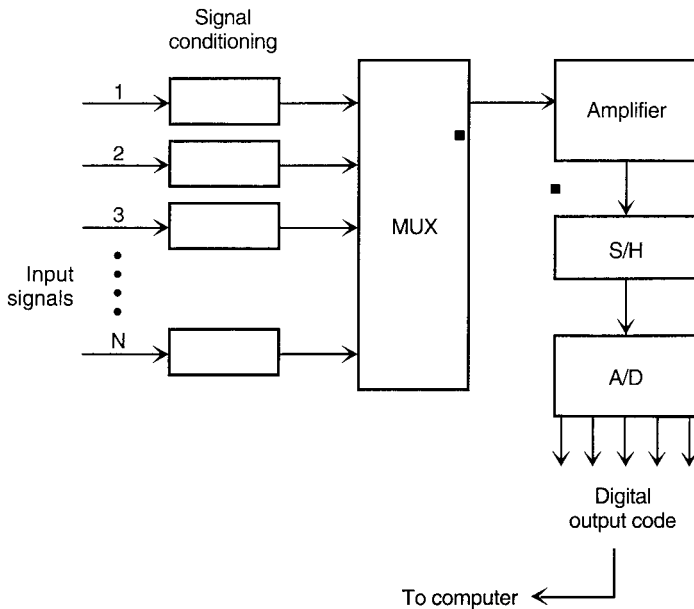 Signal
conditioning
1
2
3
N
Input
signals
MUX
Amplifier
S/H
A/D
Digital
output code
To computer